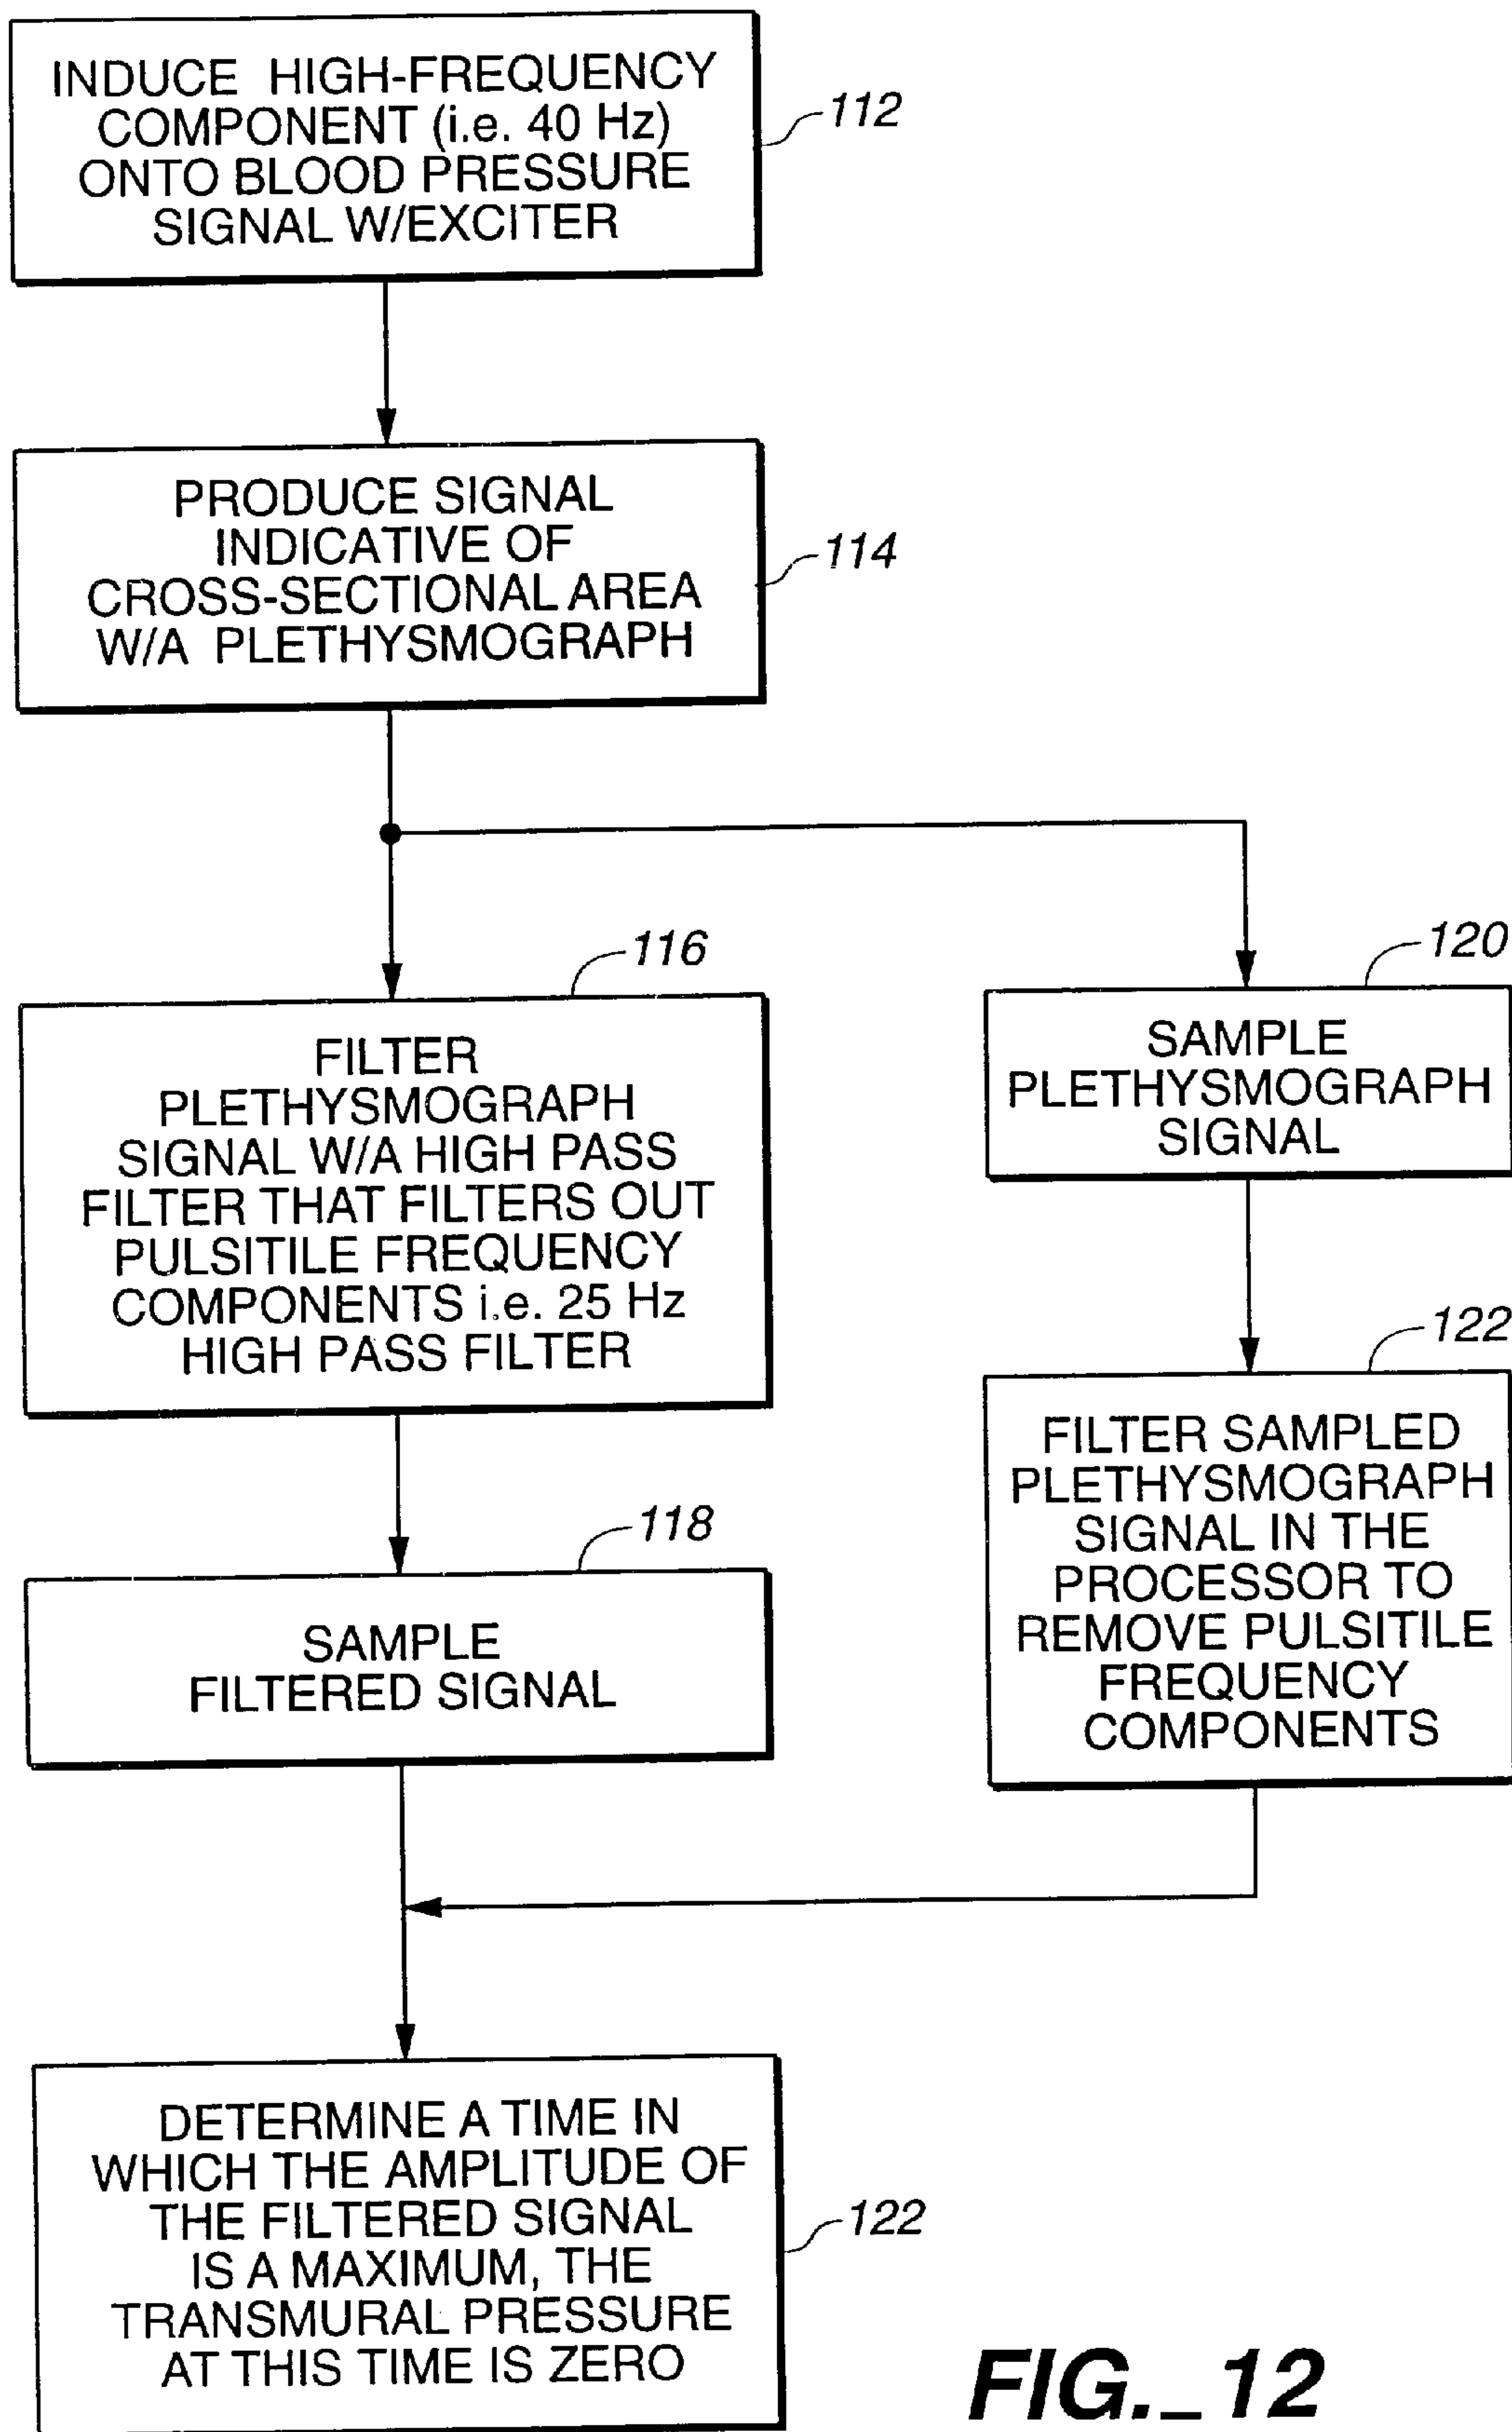 INDUCE HIGH-FREQUENCY
COMPONENT (i.e. 40 Hz)
ONTO BLOOD PRESSURE
SIGNAL W/EXCITER
112
PRODUCE SIGNAL
INDICATIVE OF
CROSS-SECTIONAL AREA
W/A PLETHYSMOGRAPH
114
116
FILTER
PLETHYSMOGRAPH
SIGNAL W/A HIGH PASS
FILTER THAT FILTERS OUT
PULSITILE FREQUENCY
COMPONENTS i.e. 25 Hz
HIGH PASS FILTER
120
SAMPLE
PLETHYSMOGRAPH
SIGNAL
118
SAMPLE
FILTERED SIGNAL
122
FILTER SAMPLED
PLETHYSMOGRAPH
SIGNAL IN THE
PROCESSOR TO
REMOVE PULSITILE
FREQUENCY
COMPONENTS
DETERMINE A TIME IN
WHICH THE AMPLITUDE OF
THE FILTERED SIGNAL
IS A MAXIMUM, THE
TRANSMURAL PRESSURE
AT THIS TIME IS ZERO
122
FIG._12